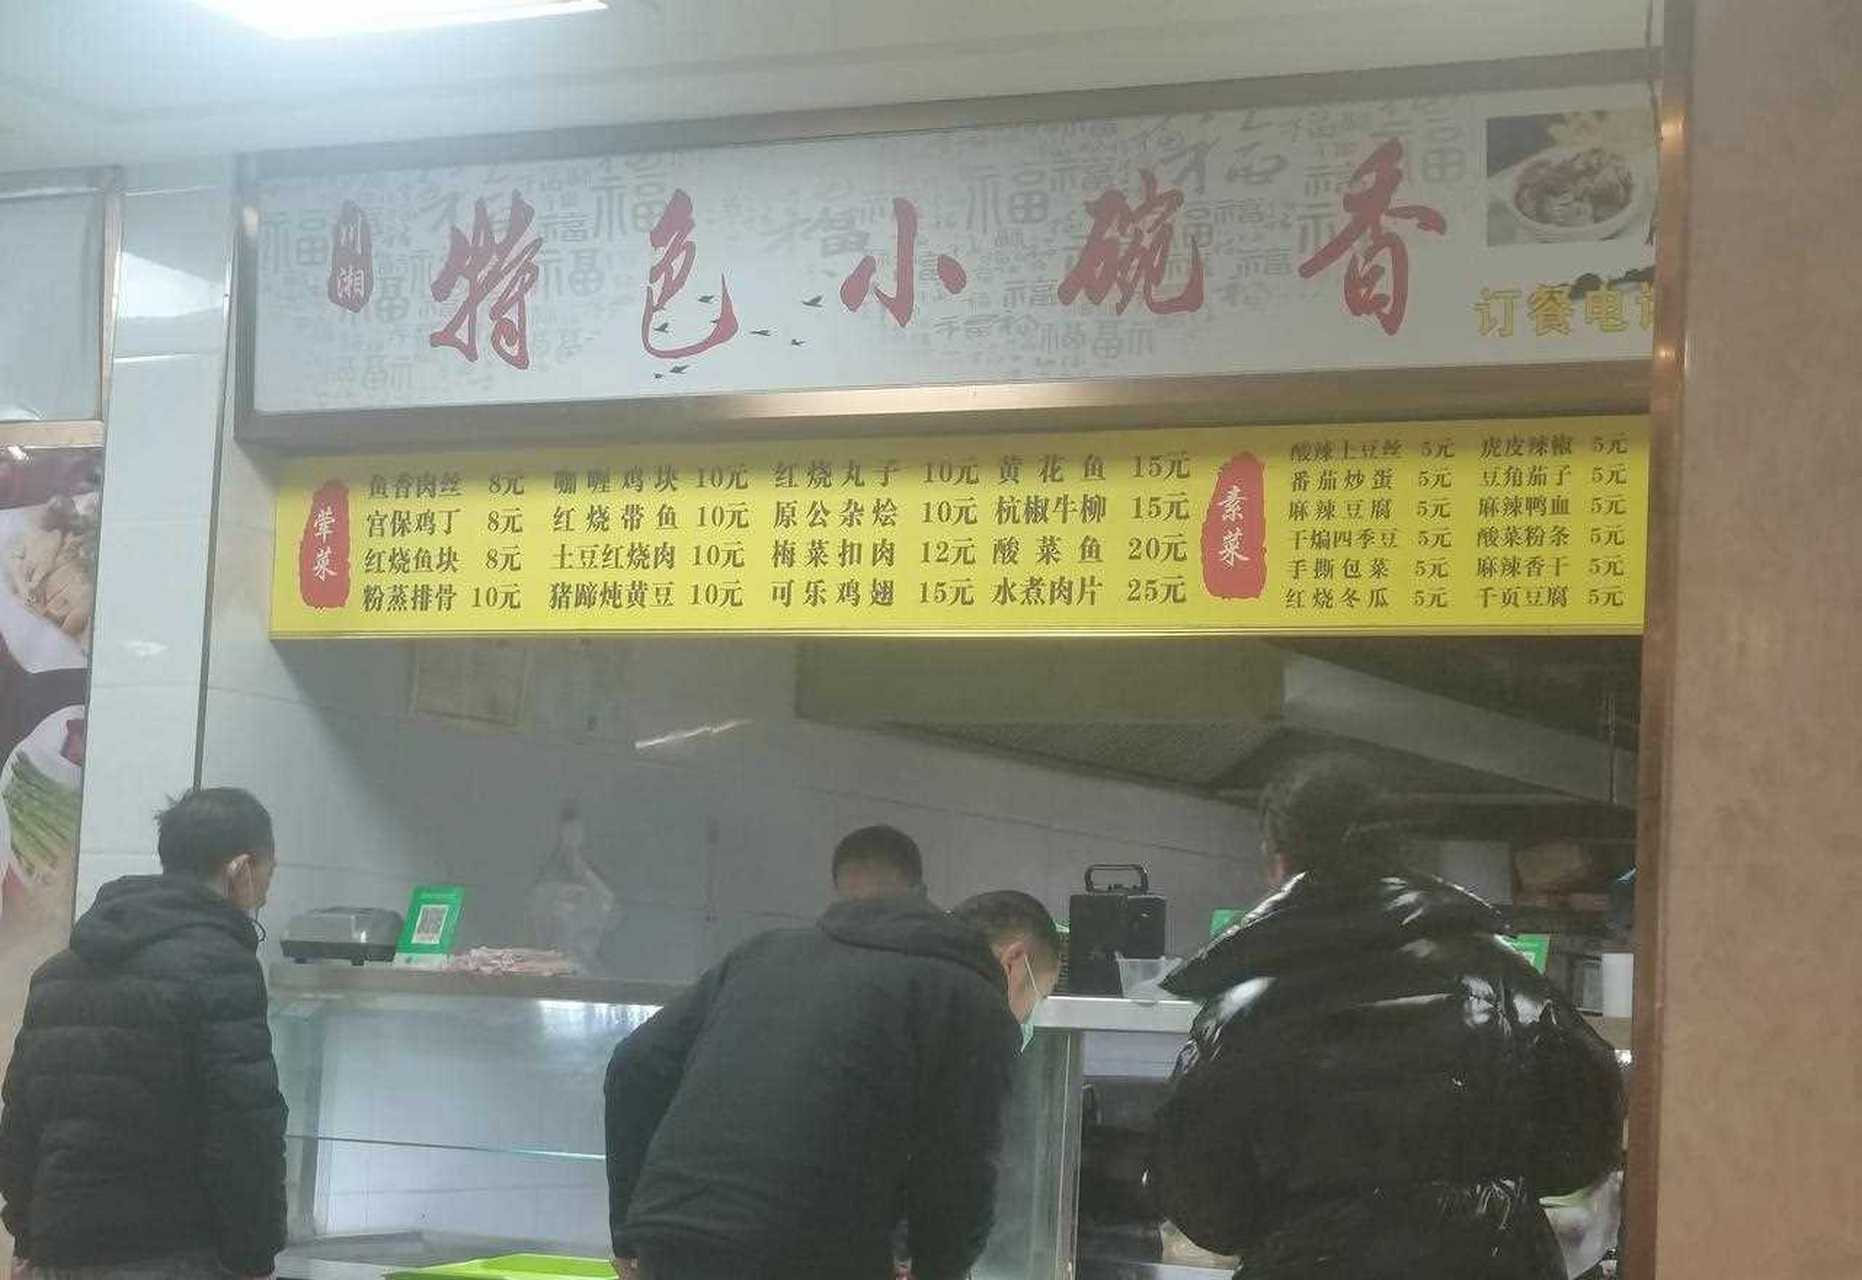 川湘
特色小碗香
订餐电
荤菜
鱼香肉丝 8元 咖喱鸡块 10元 红烧丸子 10元 黄花鱼 15元
宫保鸡丁 8元 红烧带鱼 10元 原公杂烩 10元 杭椒牛柳 15元
红烧鱼块 8元 土豆红烧肉 10元 梅菜扣肉 12元 酸菜鱼 20元
粉蒸排骨 10元 猪蹄炖黄豆 10元 可乐鸡翅 15元 水煮肉片 25元
素菜
酸辣土豆丝 5元 虎皮辣椒 5元
番茄炒蛋 5元 豆角茄子 5元
麻辣豆腐 5元 麻辣鸭血 5元
干煸四季豆 5元 酸菜粉条 5元
手撕包菜 5元 麻辣香干 5元
红烧冬瓜 5元 千页豆腐 5元